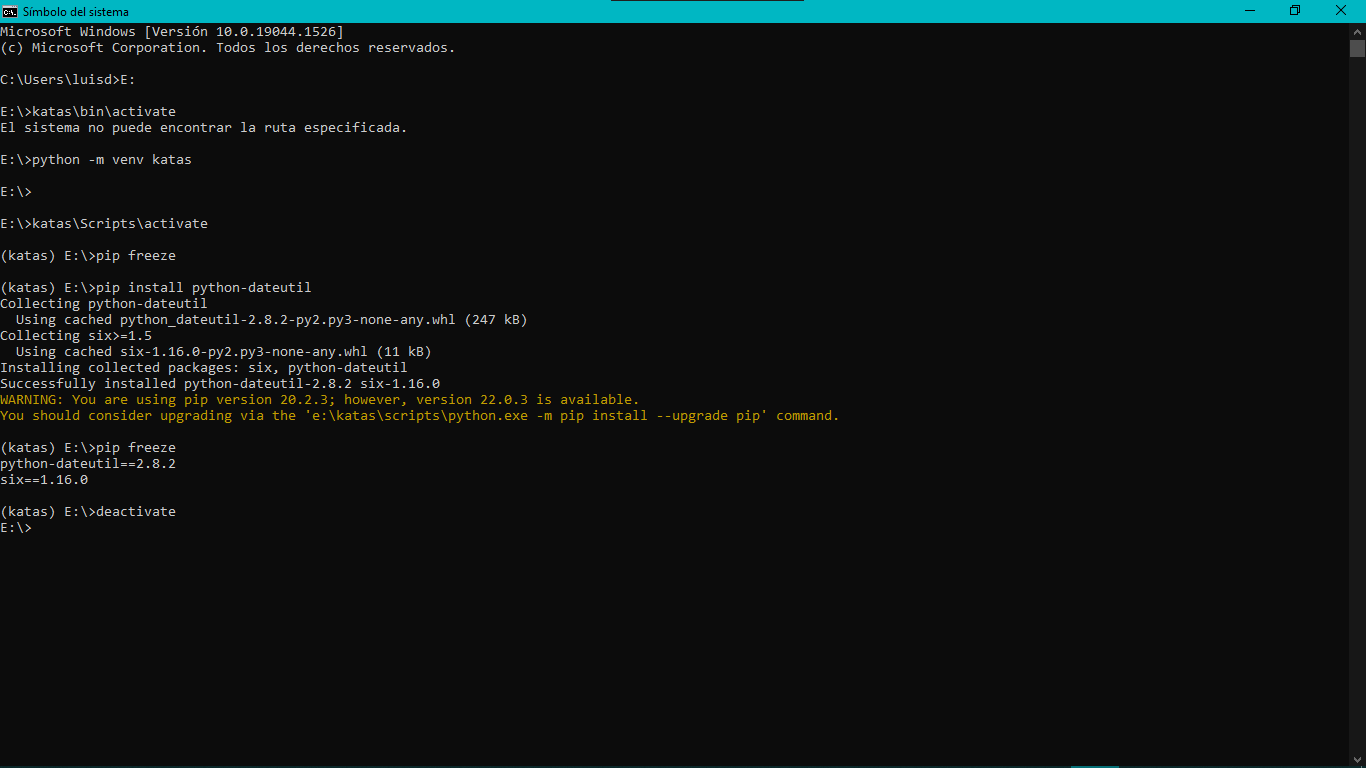 Símbolo del sistema
Microsoft Windows [Versión 10.0.19044.1526]
(c) Microsoft Corporation. Todos los derechos reservados.
C:\Users\luisd>E:
E:\>katas\bin\activate
El sistema no puede encontrar la ruta especificada.
E:\>python -m venv katas
E:\>
E:\>katas\Scripts\activate
(katas) E:\>pip freeze
(katas) E:\>pip install python-dateutil
Collecting python-dateutil
  Using cached python_dateutil-2.8.2-py2.py3-none-any.whl (247 kB)
Collecting six>=1.5
  Using cached six-1.16.0-py2.py3-none-any.whl (11 kB)
Installing collected packages: six, python-dateutil
Successfully installed python-dateutil-2.8.2 six-1.16.0
WARNING: You are using pip version 20.2.3; however, version 22.0.3 is available.
You should consider upgrading via the 'e:\katas\scripts\python.exe -m pip install --upgrade pip' command.
(katas) E:\>pip freeze
python-dateutil==2.8.2
six==1.16.0
(katas) E:\>deactivate
E:\>